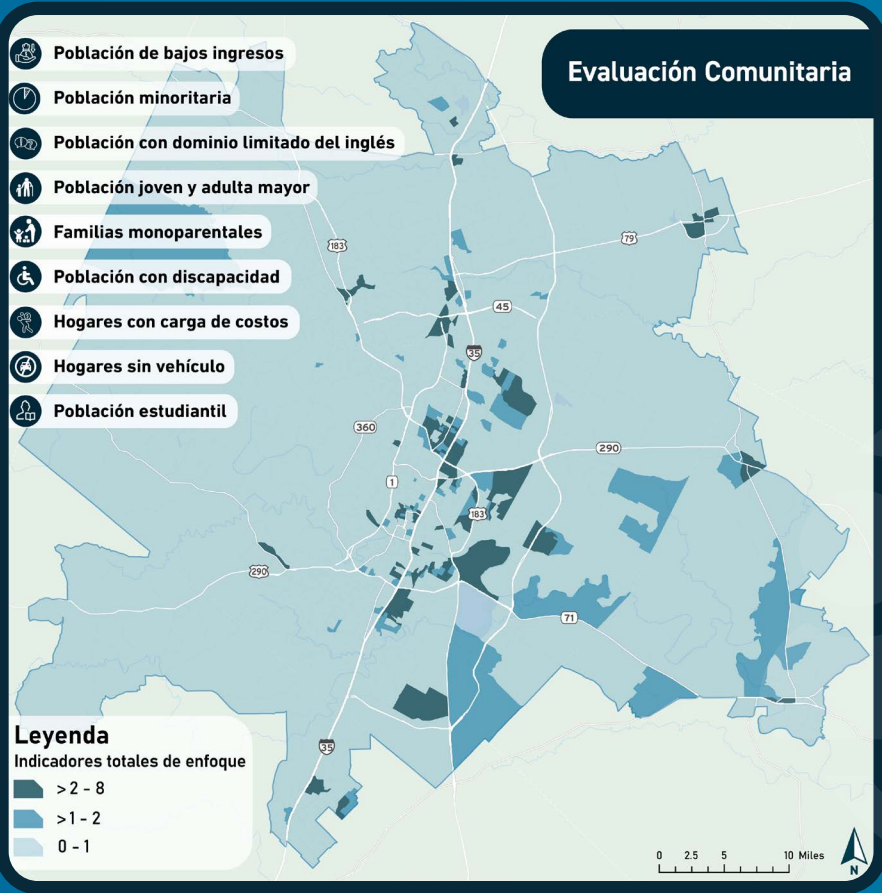 Evaluación Comunitaria
Población de bajos ingresos
Población minoritaria
Población con dominio limitado del inglés
Población joven y adulta mayor
Familias monoparentales
Población con discapacidad
Hogares con carga de costos
Hogares sin vehículo
Población estudiantil
183
79
45
35
360
290
1
183
290
71
35
Leyenda
Indicadores totales de enfoque
>2 - 8
>1 - 2
0 - 1
0 2.5 5 10 Miles
N